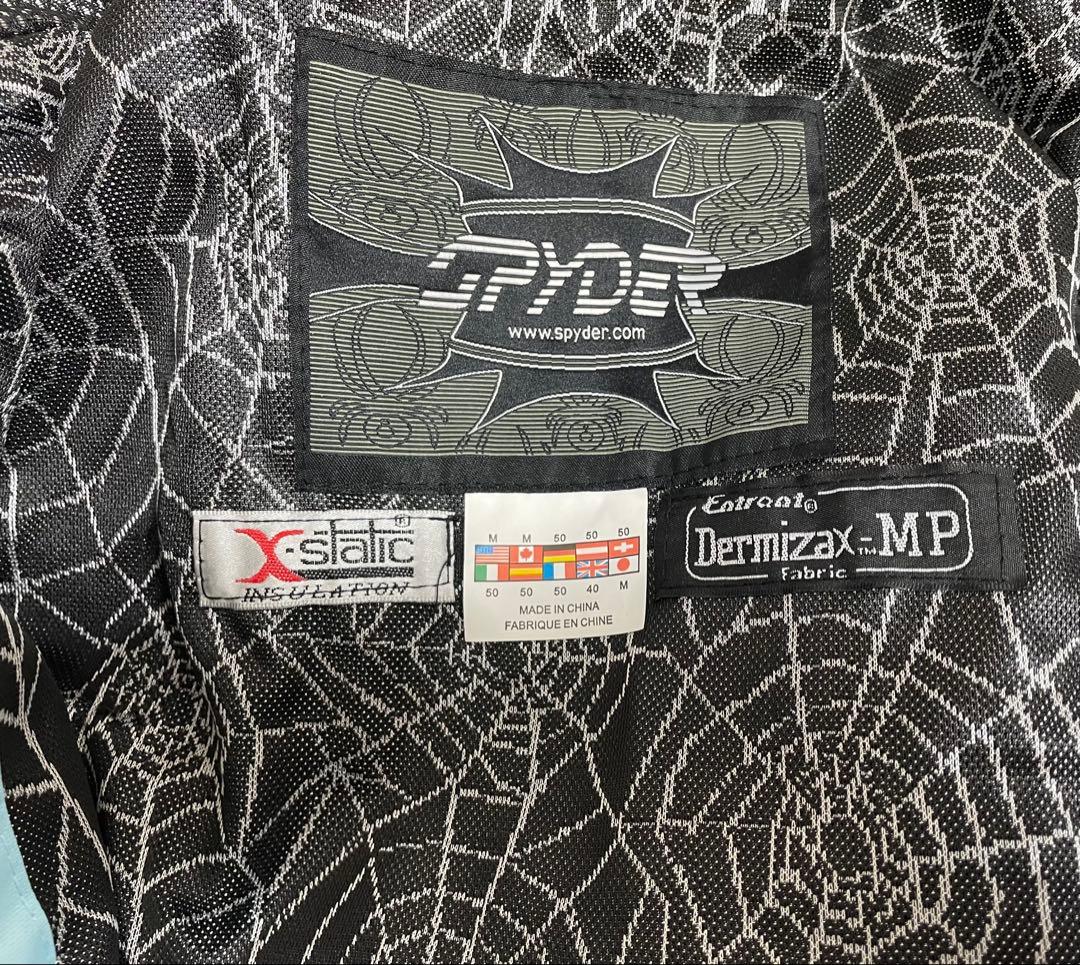 SPYDER
www.spyder.com
X-static®
INSULATION
M M 50 50 50
50 50 50 40 M
MADE IN CHINA
FABRIQUE EN CHINE
Entrant®
Dermizax™-MP
Fabric